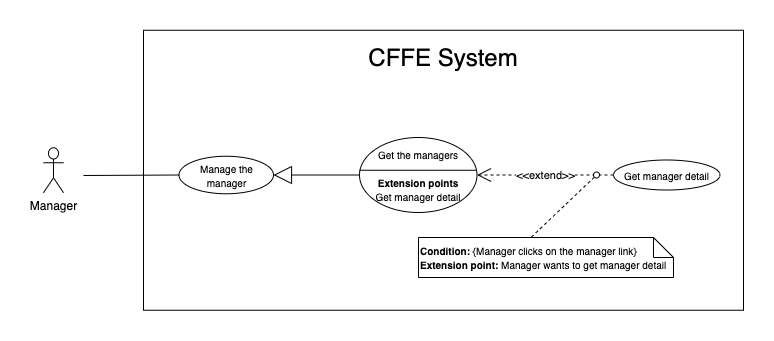 CFFE System
Manager
Manage the
manager
Get the managers
Extension points
Get manager detail
<<extend>>
Get manager detail
Condition: {Manager clicks on the manager link}
Extension point: Manager wants to get manager detail